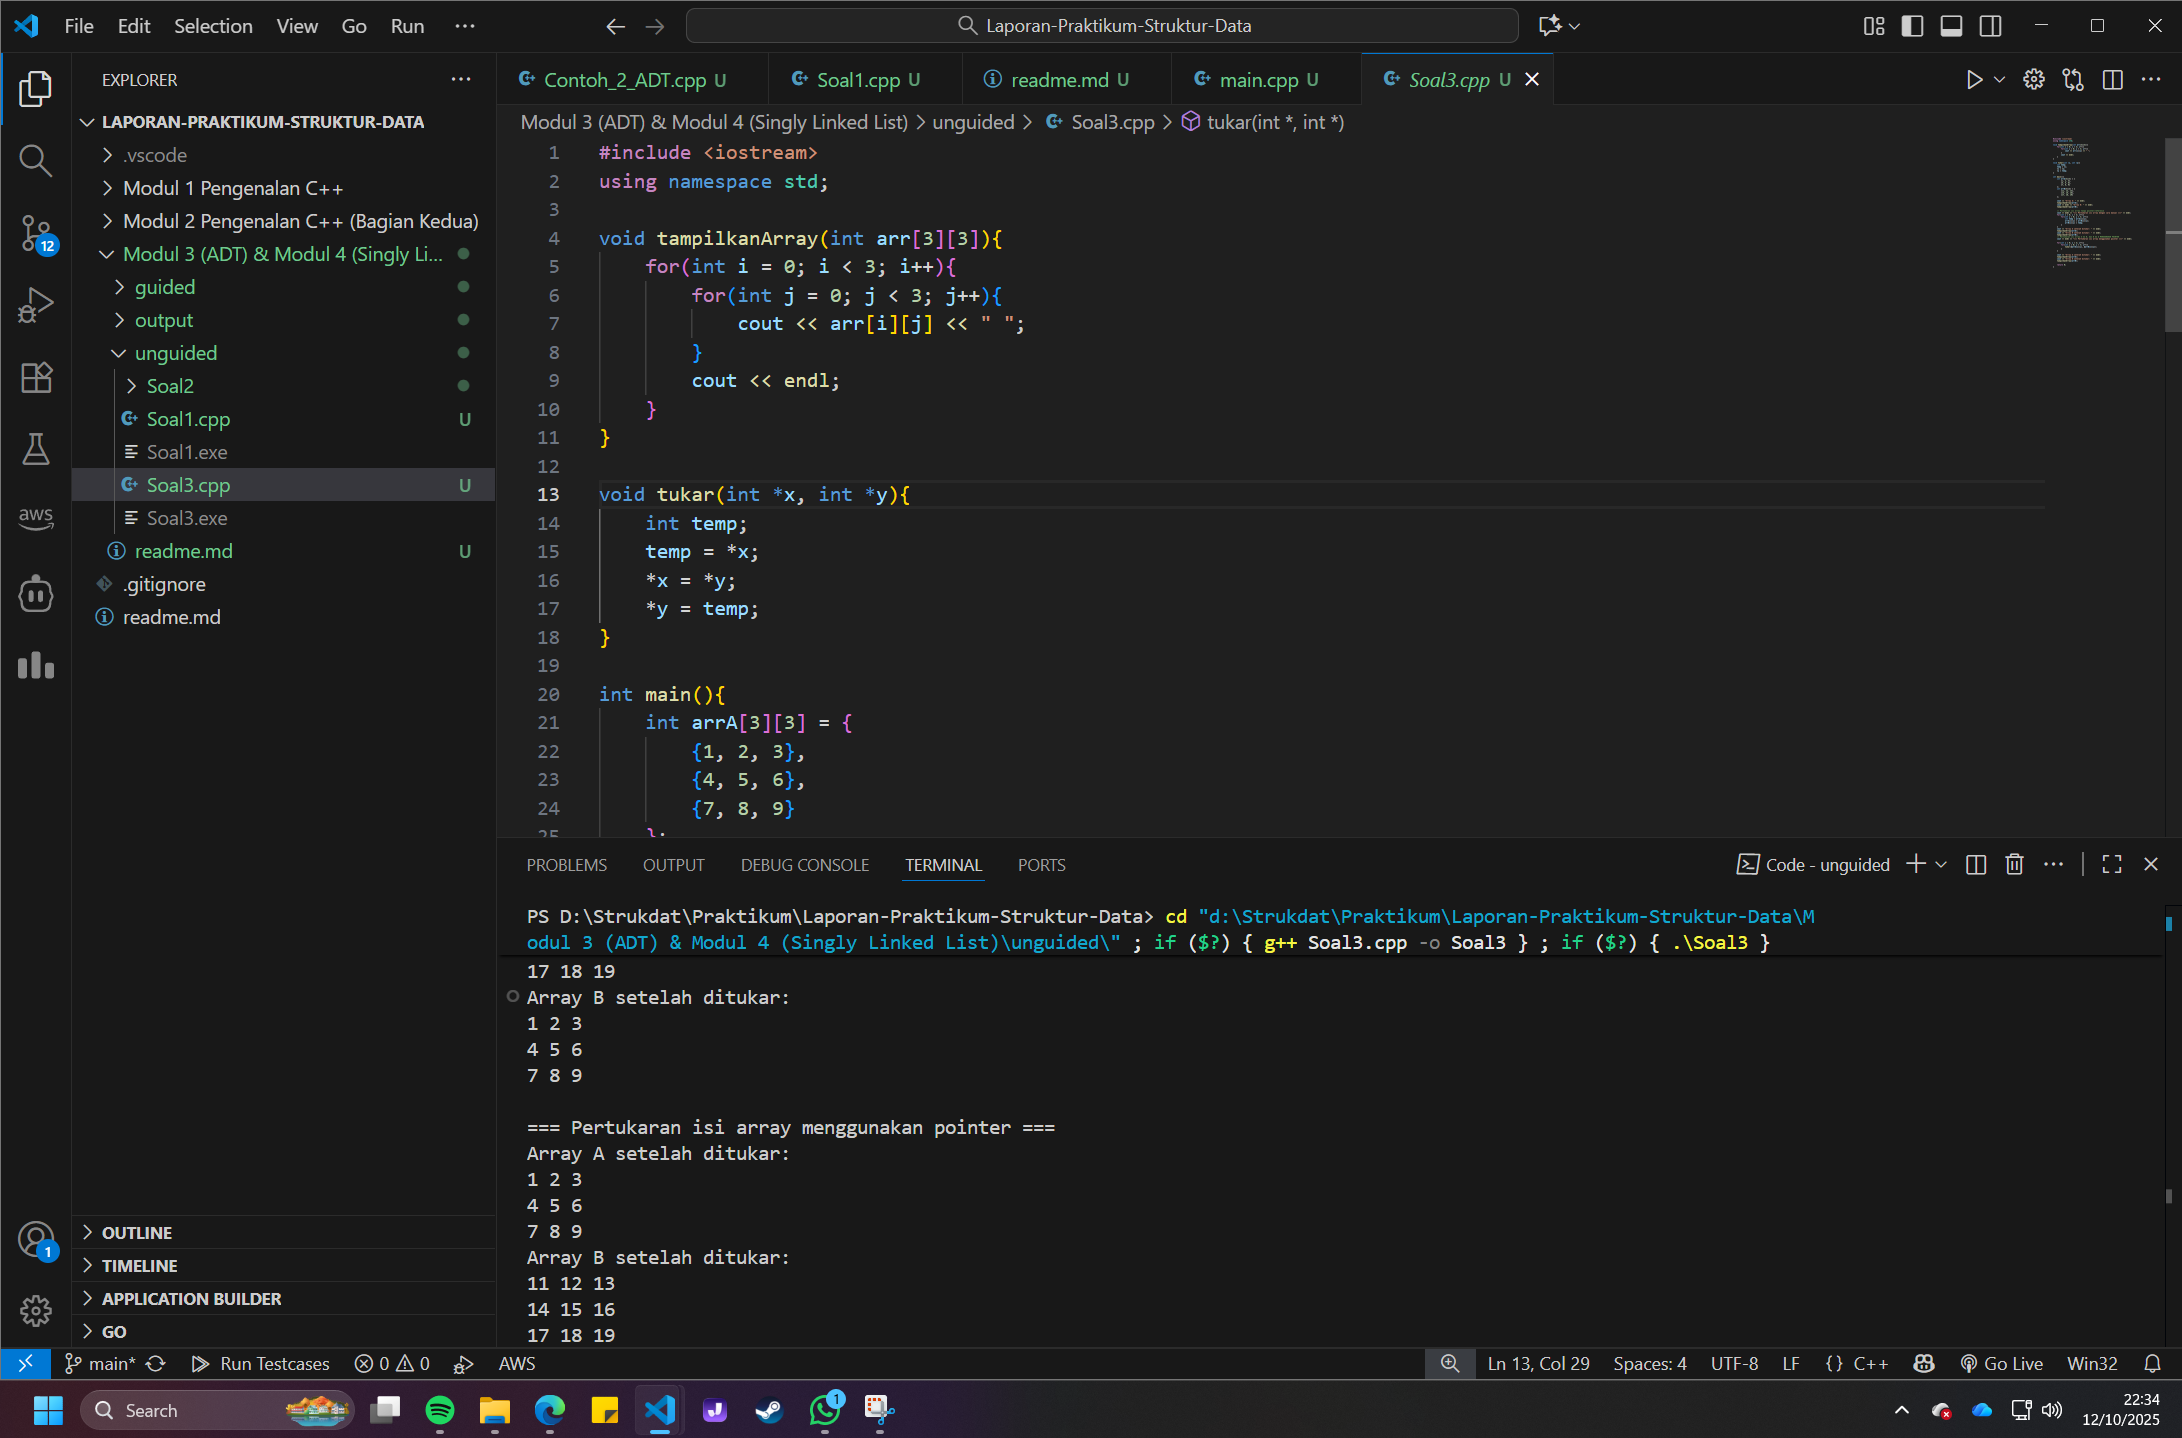 File Edit Selection View Go Run ···
Laporan-Praktikum-Struktur-Data
EXPLORER
LAPORAN-PRAKTIKUM-STRUKTUR-DATA
.vscode
Modul 1 Pengenalan C++
Modul 2 Pengenalan C++ (Bagian Kedua)
Modul 3 (ADT) & Modul 4 (Singly Li...
guided
output
unguided
Soal2
Soal1.cpp U
Soal1.exe
Soal3.cpp U
Soal3.exe
readme.md U
.gitignore
readme.md
12
aws
1
OUTLINE
TIMELINE
APPLICATION BUILDER
GO
Contoh_2_ADT.cpp U Soal1.cpp U readme.md U main.cpp U Soal3.cpp U
Modul 3 (ADT) & Modul 4 (Singly Linked List) > unguided > Soal3.cpp > tukar(int *, int *)
1 #include <iostream>
2 using namespace std;
3
4 void tampilkanArray(int arr[3][3]){
5 for(int i = 0; i < 3; i++){
6 for(int j = 0; j < 3; j++){
7 cout << arr[i][j] << " ";
8 }
9 cout << endl;
10 }
11 }
12
13 void tukar(int *x, int *y){
14 int temp;
15 temp = *x;
16 *x = *y;
17 *y = temp;
18 }
19
20 int main(){
21 int arrA[3][3] = {
22 {1, 2, 3},
23 {4, 5, 6},
24 {7, 8, 9}
25 };
PROBLEMS OUTPUT DEBUG CONSOLE TERMINAL PORTS
Code - unguided
PS D:\Strukdat\Praktikum\Laporan-Praktikum-Struktur-Data> cd "d:\Strukdat\Praktikum\Laporan-Praktikum-Struktur-Data\M
odul 3 (ADT) & Modul 4 (Singly Linked List)\unguided\" ; if ($?) { g++ Soal3.cpp -o Soal3 } ; if ($?) { .\Soal3 }
17 18 19
Array B setelah ditukar:
1 2 3
4 5 6
7 8 9
=== Pertukaran isi array menggunakan pointer ===
Array A setelah ditukar:
1 2 3
4 5 6
7 8 9
Array B setelah ditukar:
11 12 13
14 15 16
17 18 19
main* Run Testcases 0 0 AWS
Ln 13, Col 29 Spaces: 4 UTF-8 LF {} C++ Go Live Win32
Search
1
22:34
12/10/2025